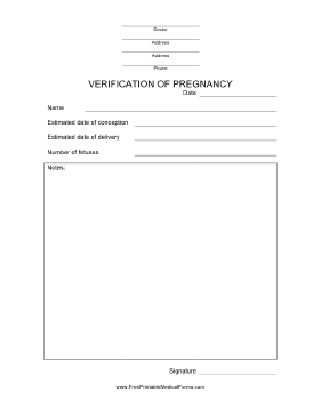 Doctor
Address
Address
Phone
VERIFICATION OF PREGNANCY
Date
Name
Estimated date of conception
Estimated date of delivery
Number of fetuses
Notes:
Signature
www.FreePrintableMedicalForms.com